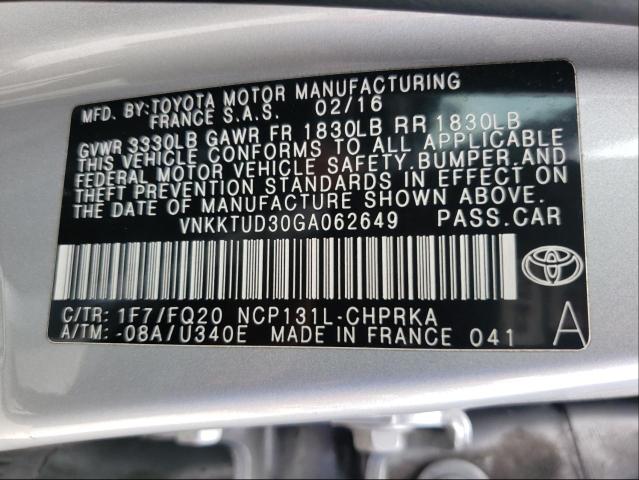 MFD. BY: TOYOTA MOTOR MANUFACTURING
FRANCE S.A.S. 02/16
GVWR 3330LB GAWR FR 1830LB RR 1830LB
THIS VEHICLE CONFORMS TO ALL APPLICABLE
FEDERAL MOTOR VEHICLE SAFETY, BUMPER, AND
THEFT PREVENTION STANDARDS IN EFFECT ON
THE DATE OF MANUFACTURE SHOWN ABOVE.
VNKKTUD30GA062649 PASS.CAR
C/TR: 1F7/FQ20 NCP131L-CHPRKA
A/TM: -08A/U340E MADE IN FRANCE 041
A